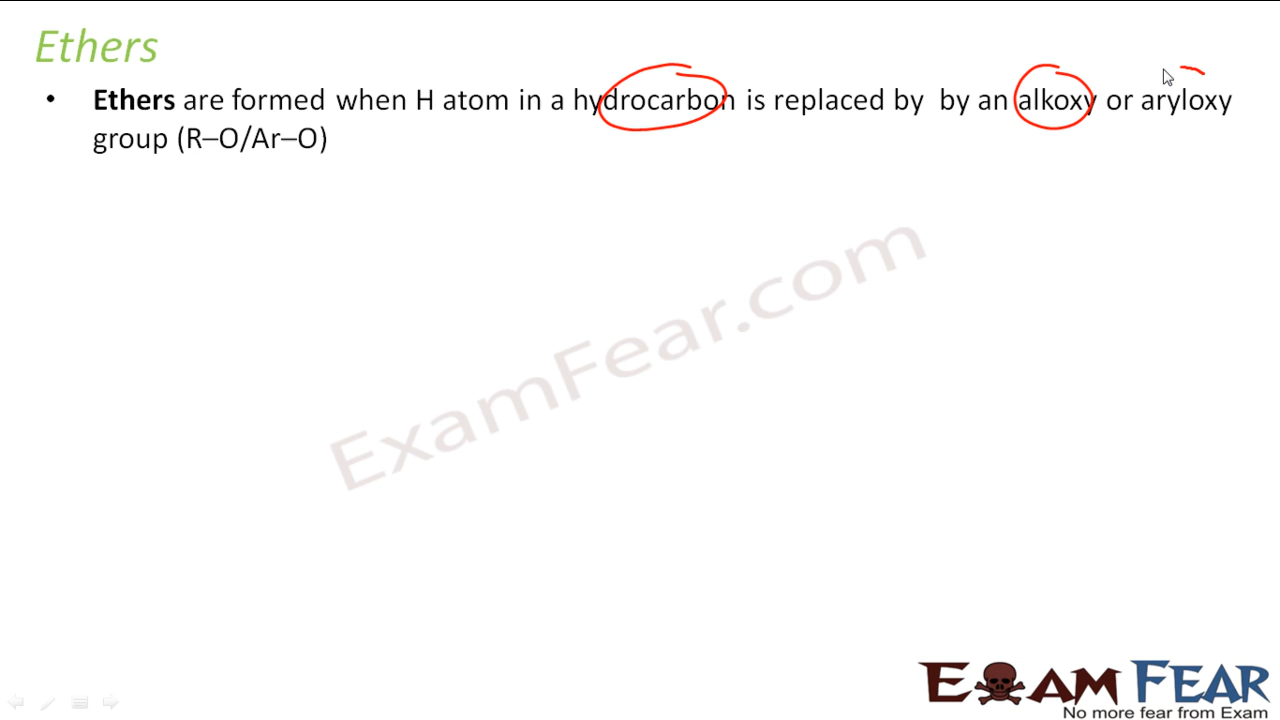 Ethers
• Ethers are formed when H atom in a hydrocarbon is replaced by by an alkoxy or aryloxy
group (R–O/Ar–O)
ExamFear.com
EXAM FEAR
No more fear from Exam